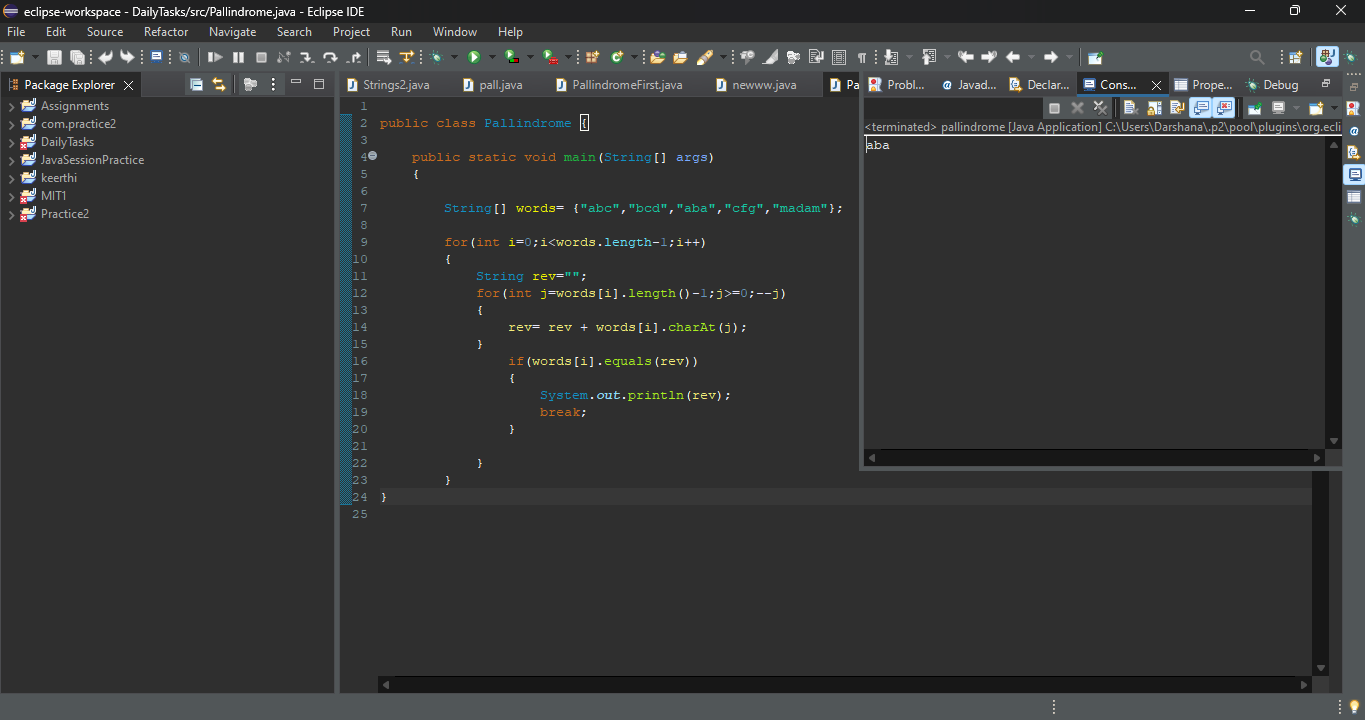 eclipse-workspace - DailyTasks/src/Pallindrome.java - Eclipse IDE
File Edit Source Refactor Navigate Search Project Run Window Help
Package Explorer
Strings2.java pall.java PallindromeFirst.java newww.java Pa
Probl... Javad... Declar... Cons... Prope... Debug
Assignments
com.practice2
DailyTasks
JavaSessionPractice
keerthi
MIT1
Practice2
1
2 public class Pallindrome {
3
4 public static void main(String[] args)
5 {
6
7 String[] words= {"abc","bcd","aba","cfg","madam"};
8
9 for(int i=0;i<words.length-1;i++)
10 {
11 String rev="";
12 for(int j=words[i].length()-1;j>=0;--j)
13 {
14 rev= rev + words[i].charAt(j);
15 }
16 if(words[i].equals(rev))
17 {
18 System.out.println(rev);
19 break;
20 }
21
22 }
23 }
24 }
25
<terminated> pallindrome [Java Application] C:\Users\Darshana\.p2\pool\plugins\org.ecli
aba